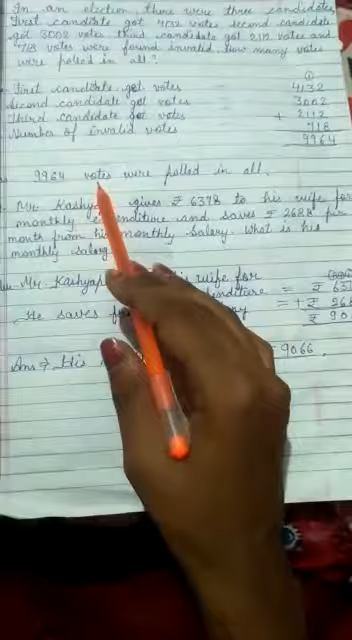 In an election, there were three candidates,
first candidate got 4132 votes second candidate
got 3002 votes third candidate got 2112 votes and
718 votes were found invalid. How many votes
were polled in all?
First candidate got votes 4132
Second candidate got votes 3002
Third candidate got votes + 2112
Number of invalid votes 718
9964
9964 votes were polled in all.
Mr. Kashyap gives ₹ 6378 to his wife for
monthly expenditure and saves ₹ 2688 per
month from his monthly salary. What is his
monthly salary
Mr. Kashyap his wife for
= ₹
He saves = + ₹
₹
Ans → His = 9066.